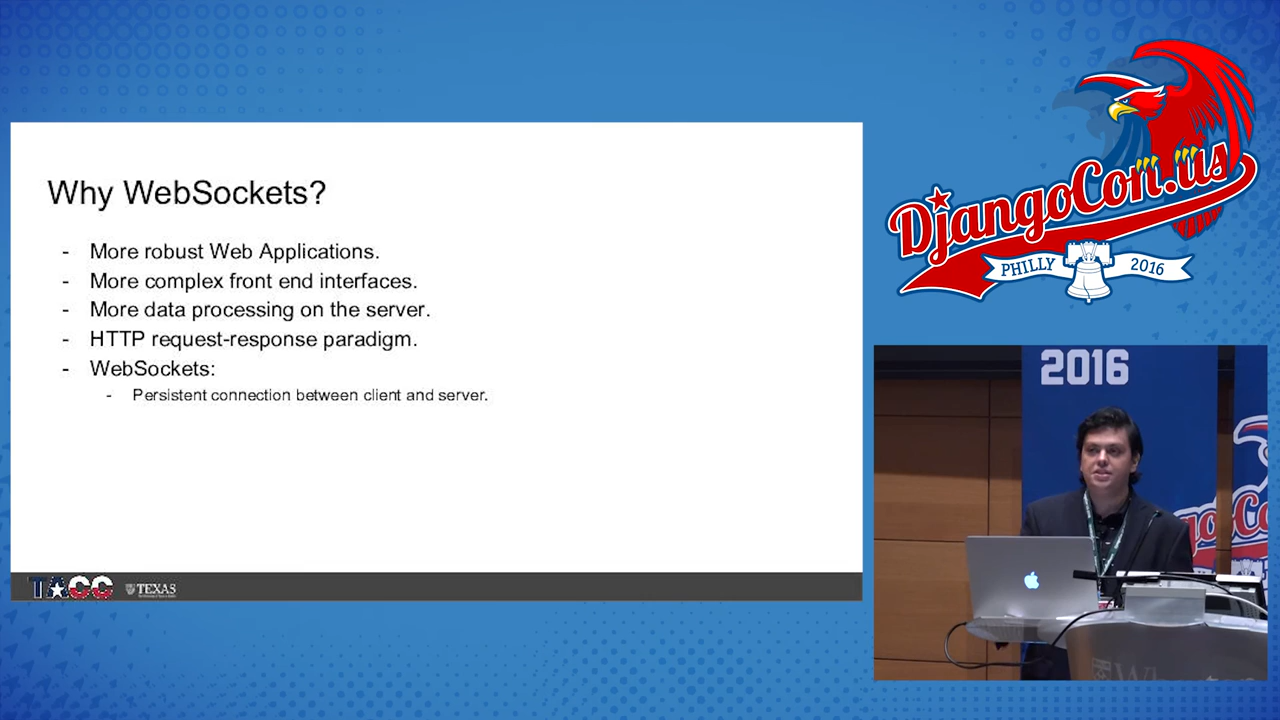 Why WebSockets?
- More robust Web Applications.
- More complex front end interfaces.
- More data processing on the server.
- HTTP request-response paradigm.
- WebSockets:
- Persistent connection between client and server.
TACC
TEXAS
DjangoCon.us
PHILLY 2016
2016